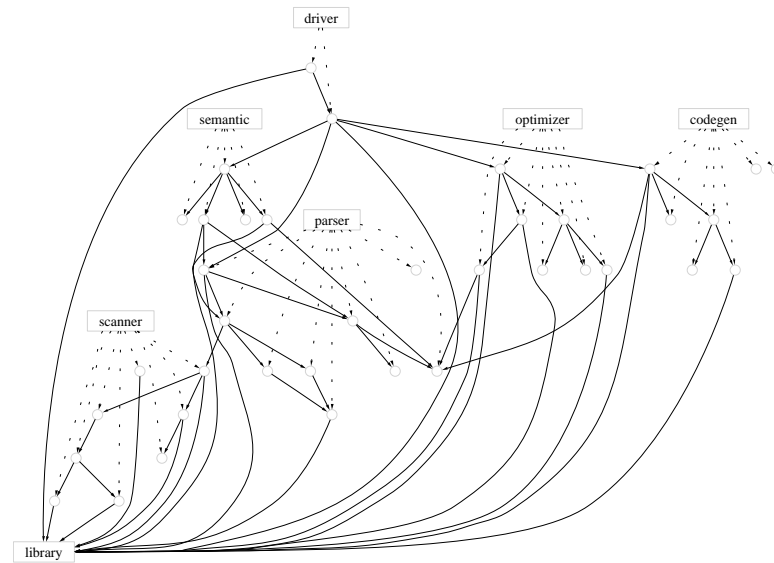 driver
semantic
optimizer
codegen
parser
scanner
library